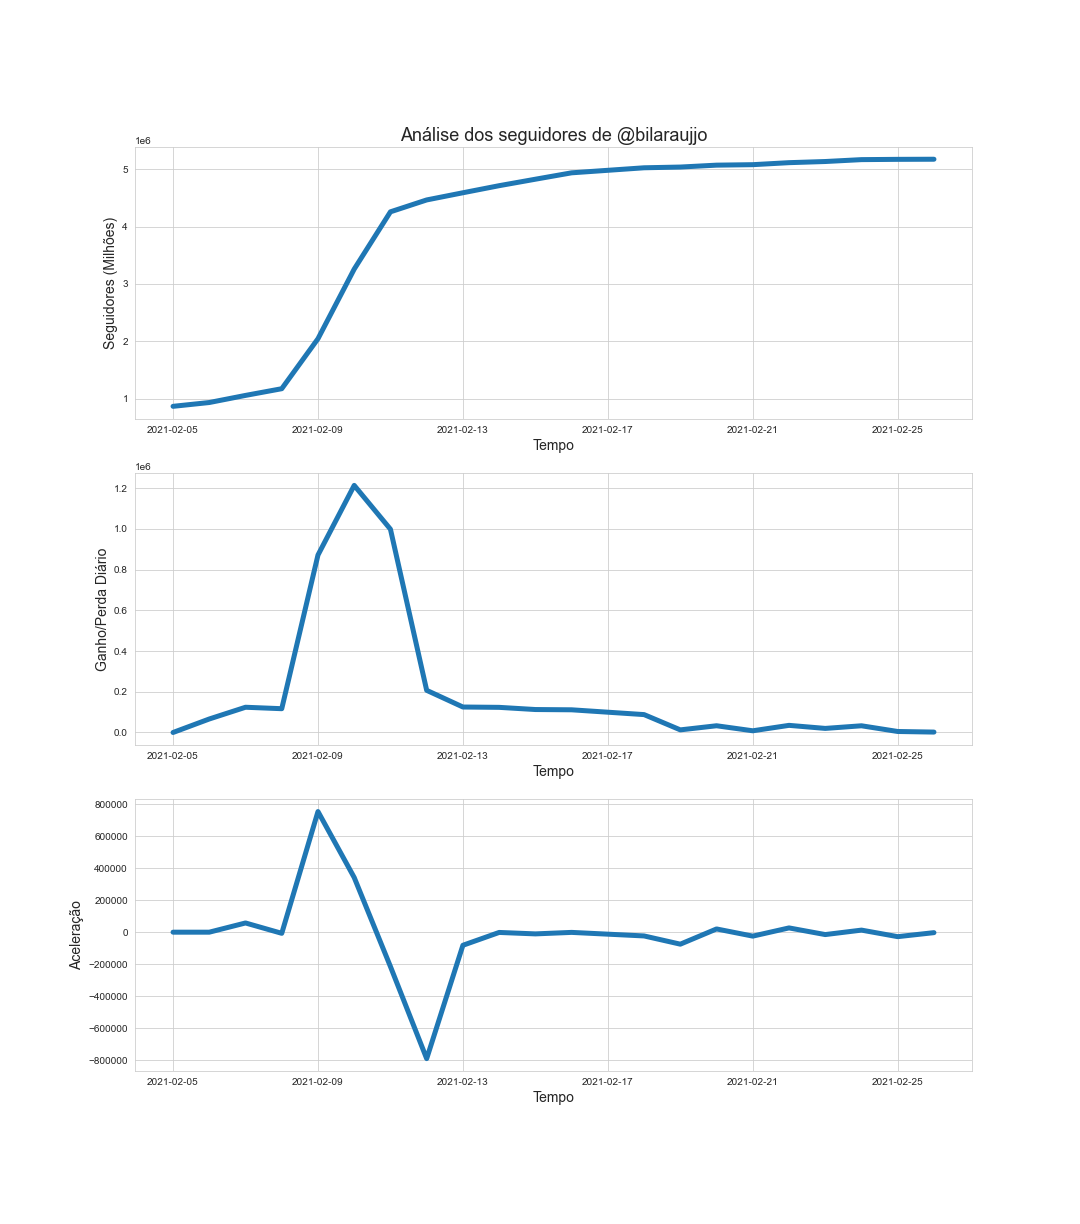 Análise dos seguidores de @bilaraujjo
1e6
5
4
3
2
1
Seguidores (Milhões)
2021-02-05 2021-02-09 2021-02-13 2021-02-17 2021-02-21 2021-02-25
Tempo
1e6
1.2
1.0
0.8
0.6
0.4
0.2
0.0
Ganho/Perda Diário
2021-02-05 2021-02-09 2021-02-13 2021-02-17 2021-02-21 2021-02-25
Tempo
800000
600000
400000
200000
0
−200000
−400000
−600000
−800000
Aceleração
2021-02-05 2021-02-09 2021-02-13 2021-02-17 2021-02-21 2021-02-25
Tempo